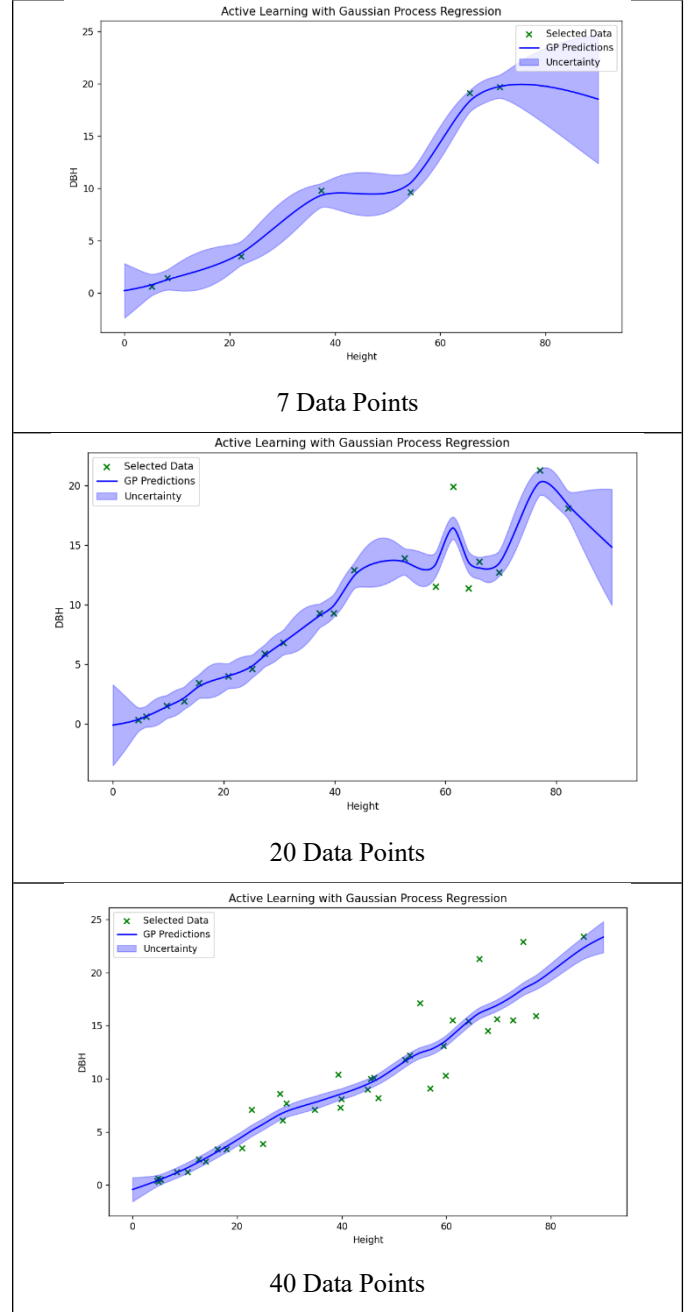 Active Learning with Gaussian Process Regression
25
20
15
10
5
0
DBH
Selected Data
GP Predictions
Uncertainty
0 20 40 60 80
Height
7 Data Points
Active Learning with Gaussian Process Regression
Selected Data
GP Predictions
Uncertainty
20
15
10
5
0
DBH
0 20 40 60 80
Height
20 Data Points
Active Learning with Gaussian Process Regression
Selected Data
GP Predictions
Uncertainty
25
20
15
10
5
0
DBH
0 20 40 60 80
Height
40 Data Points